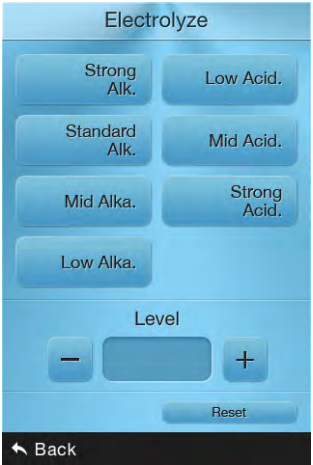 Electrolyze
Strong
Alk.
Low Acid.
Standard
Alk.
Mid Acid.
Mid Alka.
Strong
Acid.
Low Alka.
Level
−
+
Reset
Back